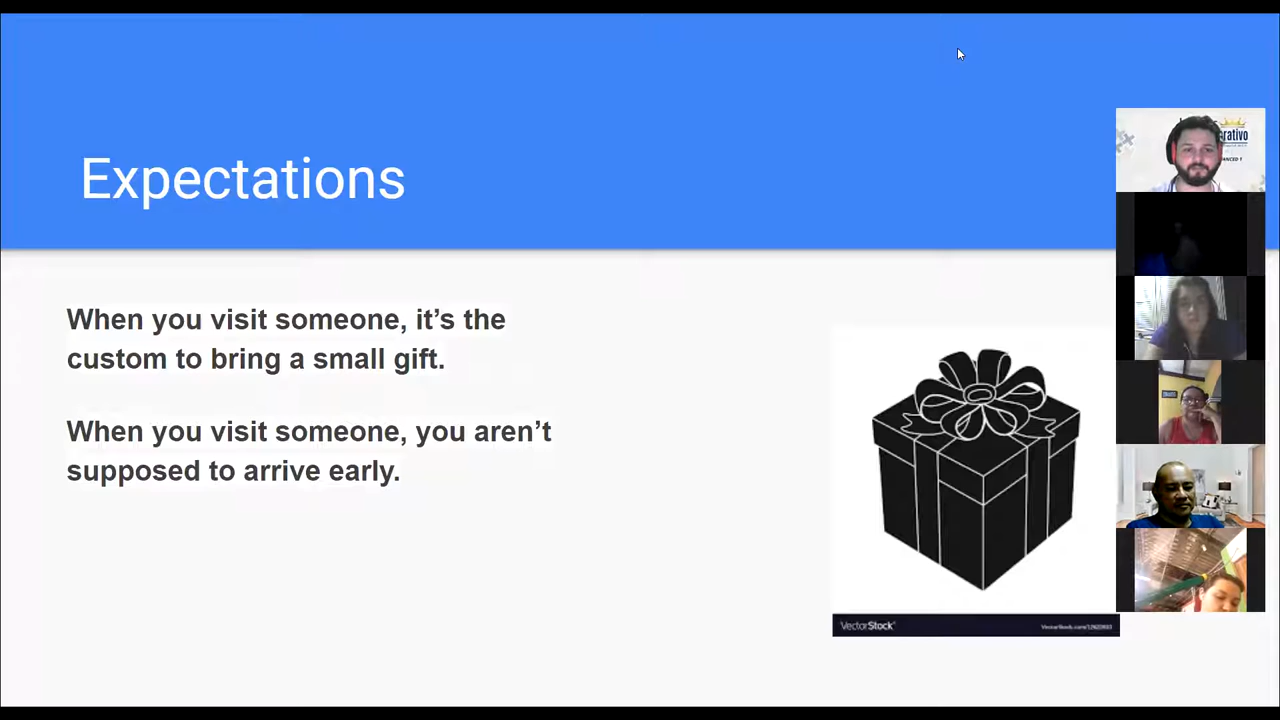 Expectations
When you visit someone, it's the
custom to bring a small gift.
When you visit someone, you aren't
supposed to arrive early.
VectorStock®
rativo